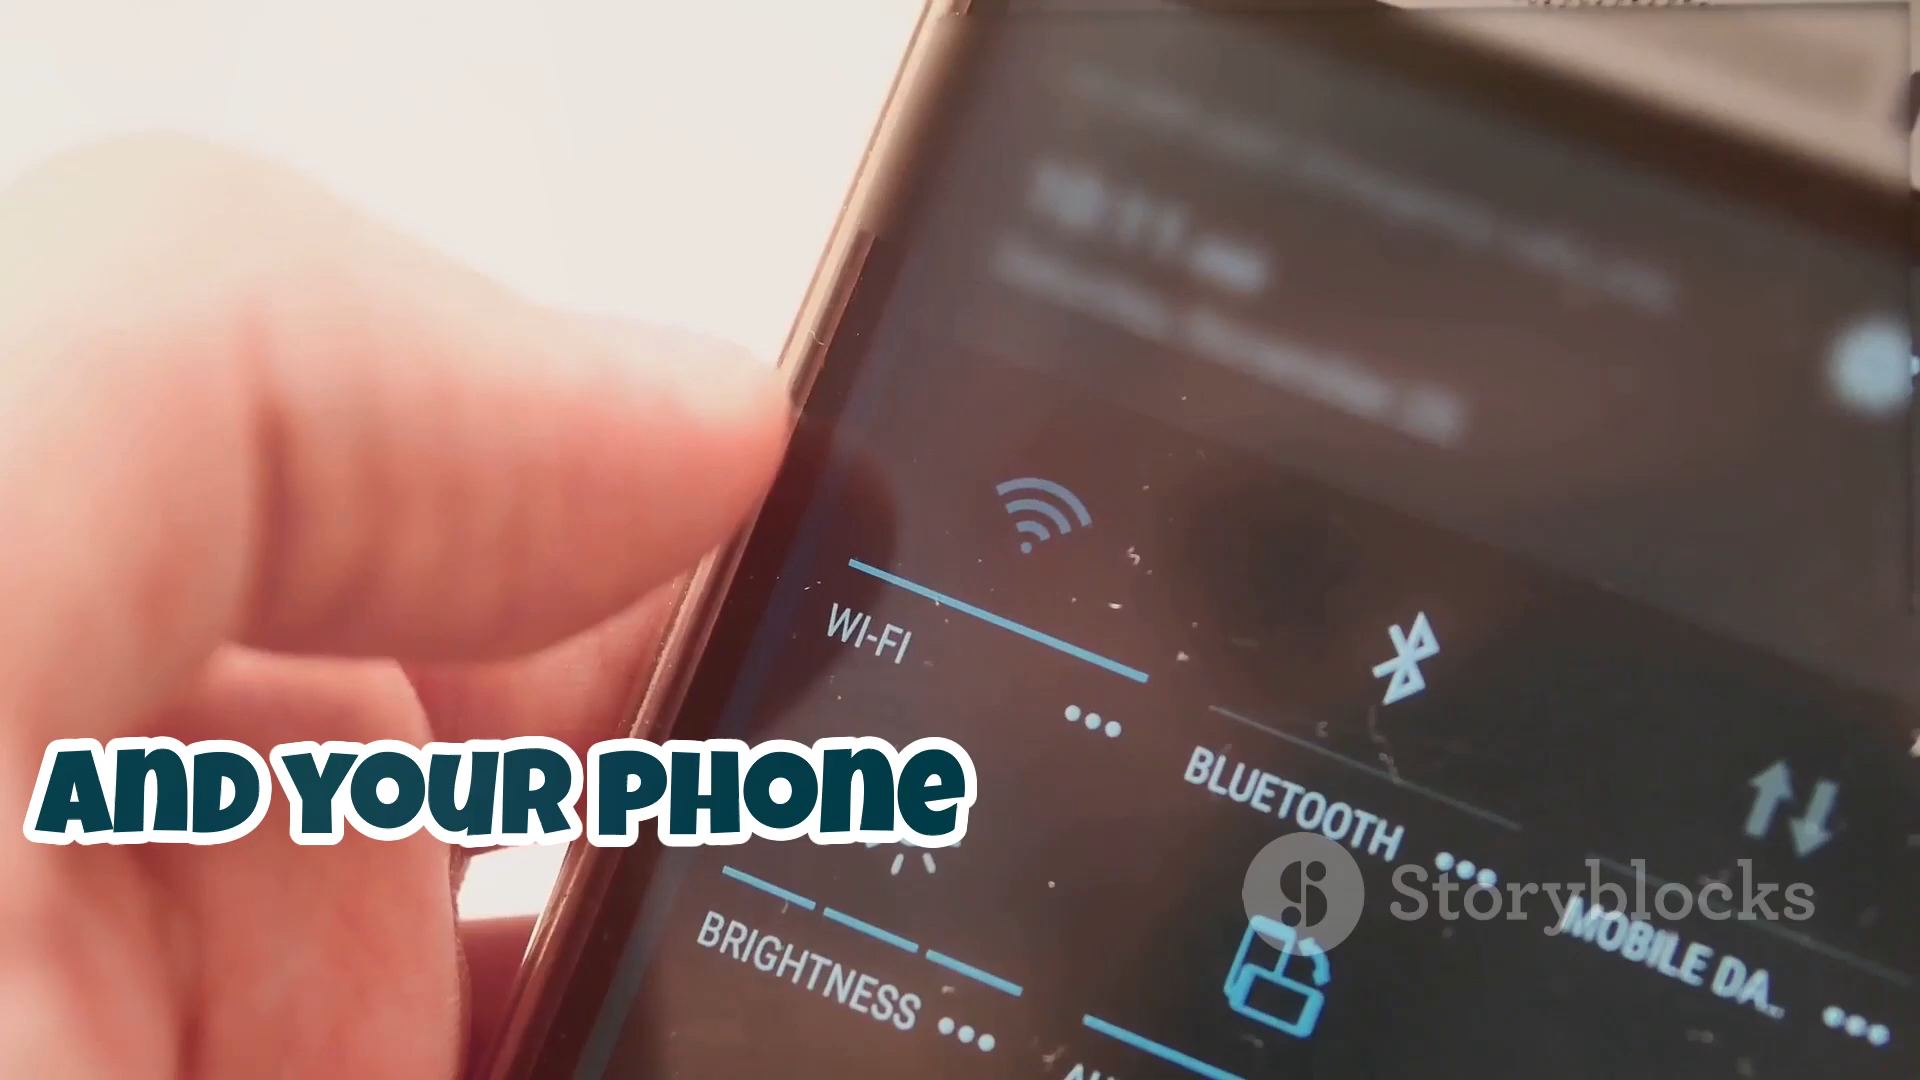 WI-FI
BLUETOOTH
AND YOUR PHONE
Storyblocks
MOBILE DA..
BRIGHTNESS